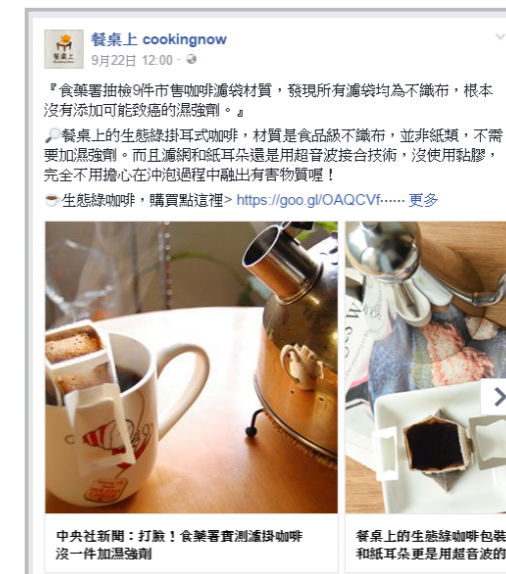 餐桌上 cookingnow
餐桌上
9月22日 12:00 ·
『食藥署抽檢9件市售咖啡濾袋材質，發現所有濾袋均為不織布，根本
沒有添加可能致癌的濕強劑。』
餐桌上的生態綠掛耳式咖啡，材質是食品級不織布，並非紙類，不需
要加濕強劑。而且濾網和紙耳朵還是用超音波接合技術，沒使用黏膠，
完全不用擔心在沖泡過程中融出有害物質喔！
生態綠咖啡，購買點這裡> https://goo.gl/OAQCVf⋯⋯ 更多
中央社新聞：打臉！食藥署實測濾掛咖啡
沒一件加濕強劑
餐桌上的生態綠咖啡包裝
和紙耳朵更是用超音波的